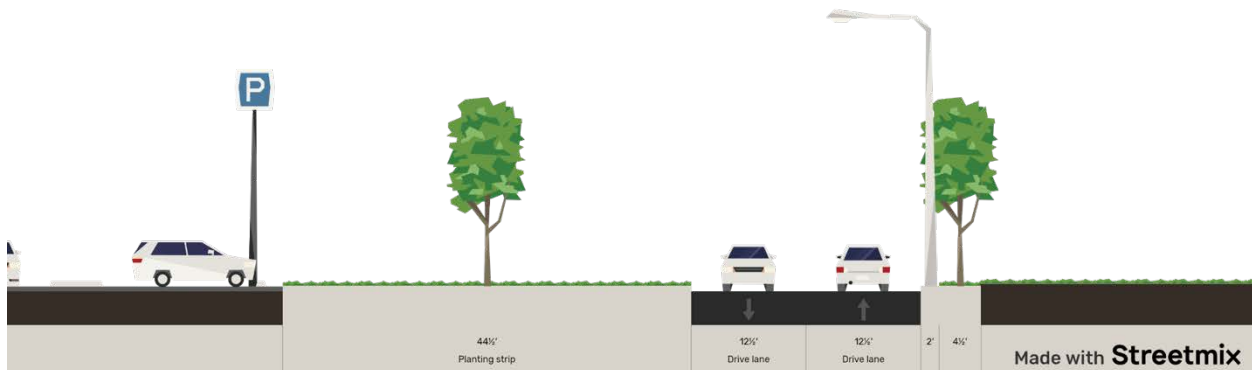 P
44½' 12½' 12½' 2' 4½'
Planting strip Drive lane Drive lane
Made with Streetmix